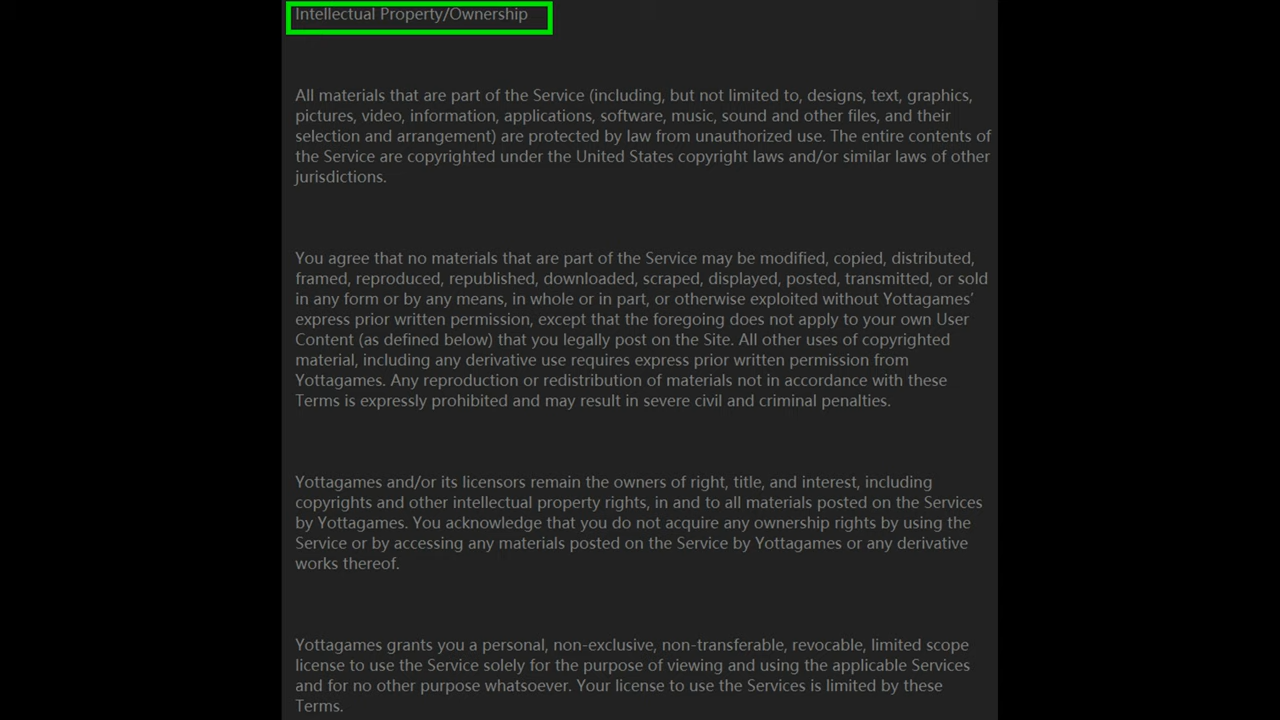 Intellectual Property/Ownership
All materials that are part of the Service (including, but not limited to, designs, text, graphics,
pictures, video, information, applications, software, music, sound and other files, and their
selection and arrangement) are protected by law from unauthorized use. The entire contents of
the Service are copyrighted under the United States copyright laws and/or similar laws of other
jurisdictions.
You agree that no materials that are part of the Service may be modified, copied, distributed,
framed, reproduced, republished, downloaded, scraped, displayed, posted, transmitted, or sold
in any form or by any means, in whole or in part, or otherwise exploited without Yottagames’
express prior written permission, except that the foregoing does not apply to your own User
Content (as defined below) that you legally post on the Site. All other uses of copyrighted
material, including any derivative use requires express prior written permission from
Yottagames. Any reproduction or redistribution of materials not in accordance with these
Terms is expressly prohibited and may result in severe civil and criminal penalties.
Yottagames and/or its licensors remain the owners of right, title, and interest, including
copyrights and other intellectual property rights, in and to all materials posted on the Services
by Yottagames. You acknowledge that you do not acquire any ownership rights by using the
Service or by accessing any materials posted on the Service by Yottagames or any derivative
works thereof.
Yottagames grants you a personal, non-exclusive, non-transferable, revocable, limited scope
license to use the Service solely for the purpose of viewing and using the applicable Services
and for no other purpose whatsoever. Your license to use the Services is limited by these
Terms.